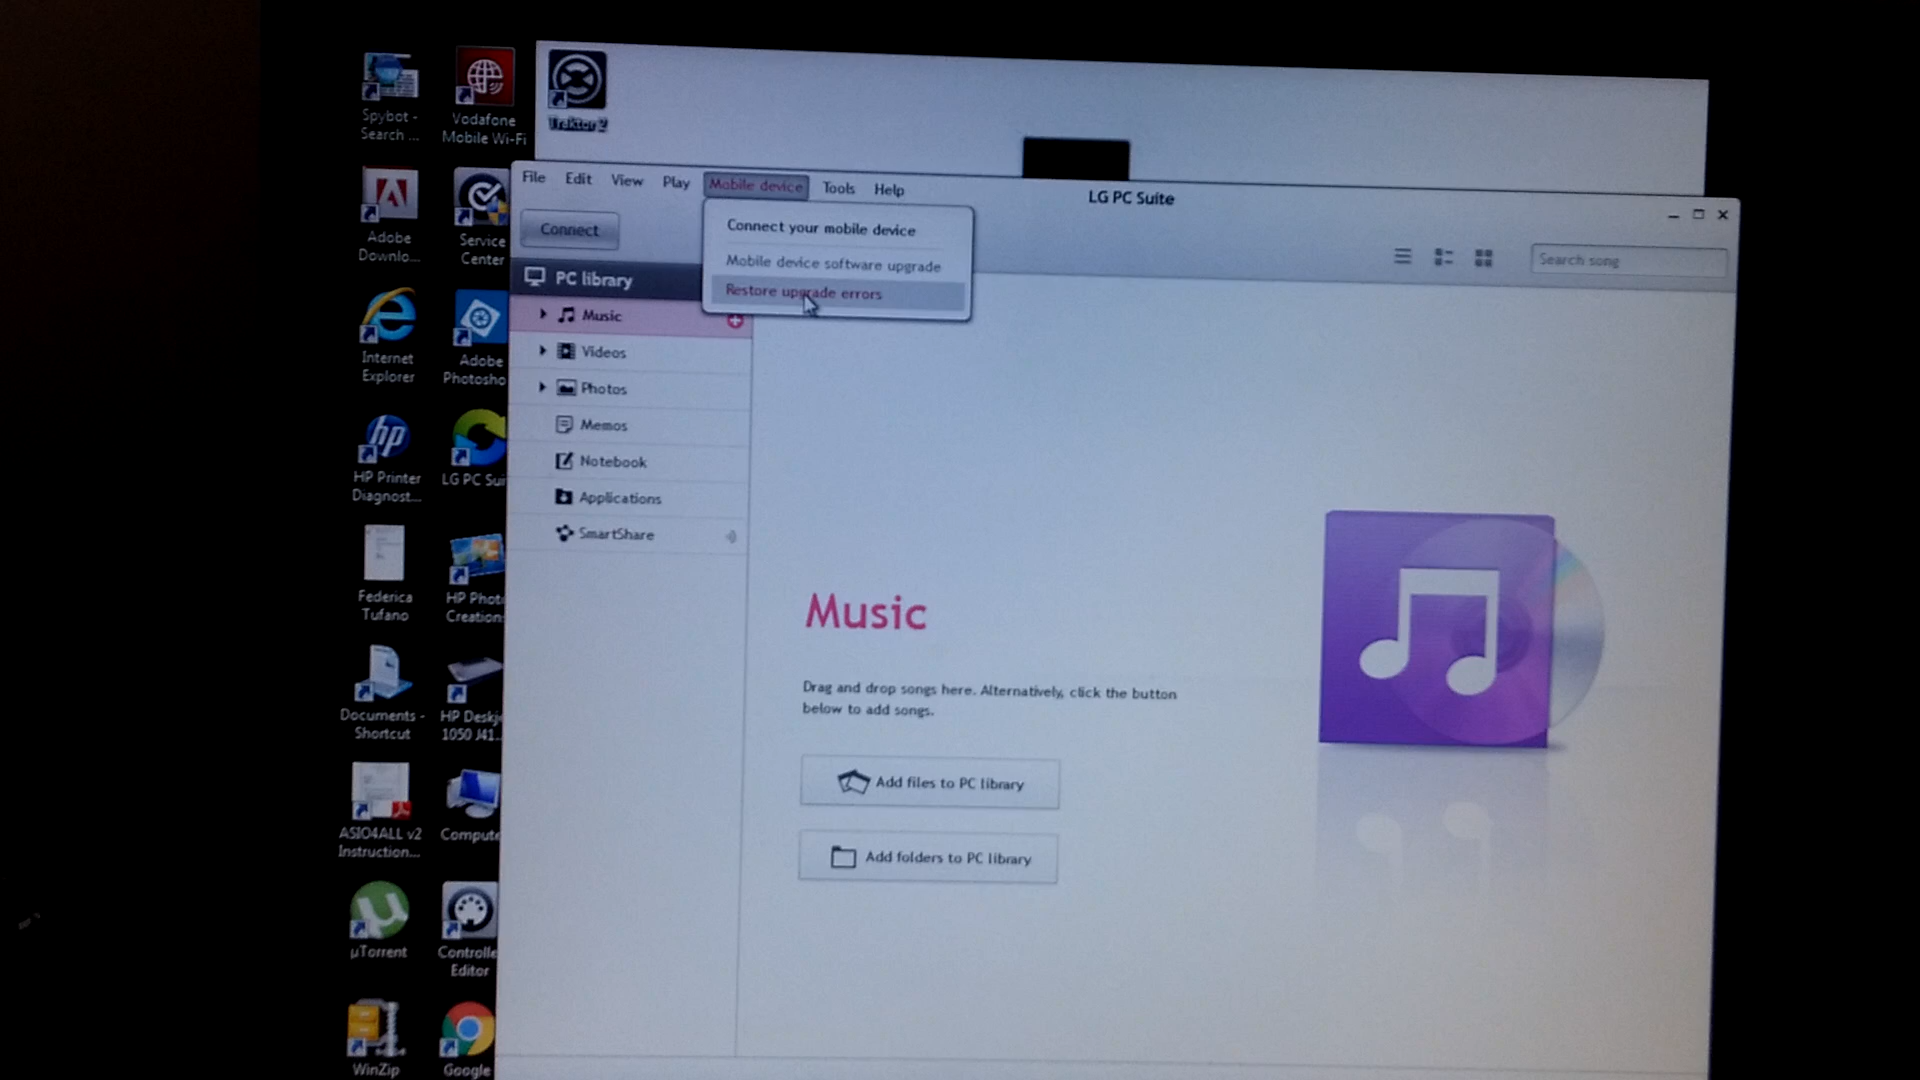 Spybot -
Search ...
Vodafone
Mobile Wi-Fi
Traktor 2
Adobe
Downlo...
Service
Center
Internet
Explorer
Adobe
Photosho
HP Printer
Diagnost...
LG PC Sui
Federica
Tufano
HP Phot
Creation
Documents -
Shortcut
HP Deskj
1050 J41...
ASIO4ALL v2
Instruction...
Compute
µTorrent
Controlle
Editor
WinZip
Google
File Edit View Play Mobile device Tools Help
LG PC Suite
Connect
Search song
Connect your mobile device
Mobile device software upgrade
Restore upgrade errors
PC library
Music
Videos
Photos
Memos
Notebook
Applications
SmartShare
Music
Drag and drop songs here. Alternatively, click the button
below to add songs.
Add files to PC library
Add folders to PC library